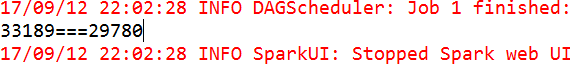 17/09/12 22:02:28 INFO DAGScheduler: Job 1 finished:
33189===29780
17/09/12 22:02:28 INFO SparkUI: Stopped Spark web UI